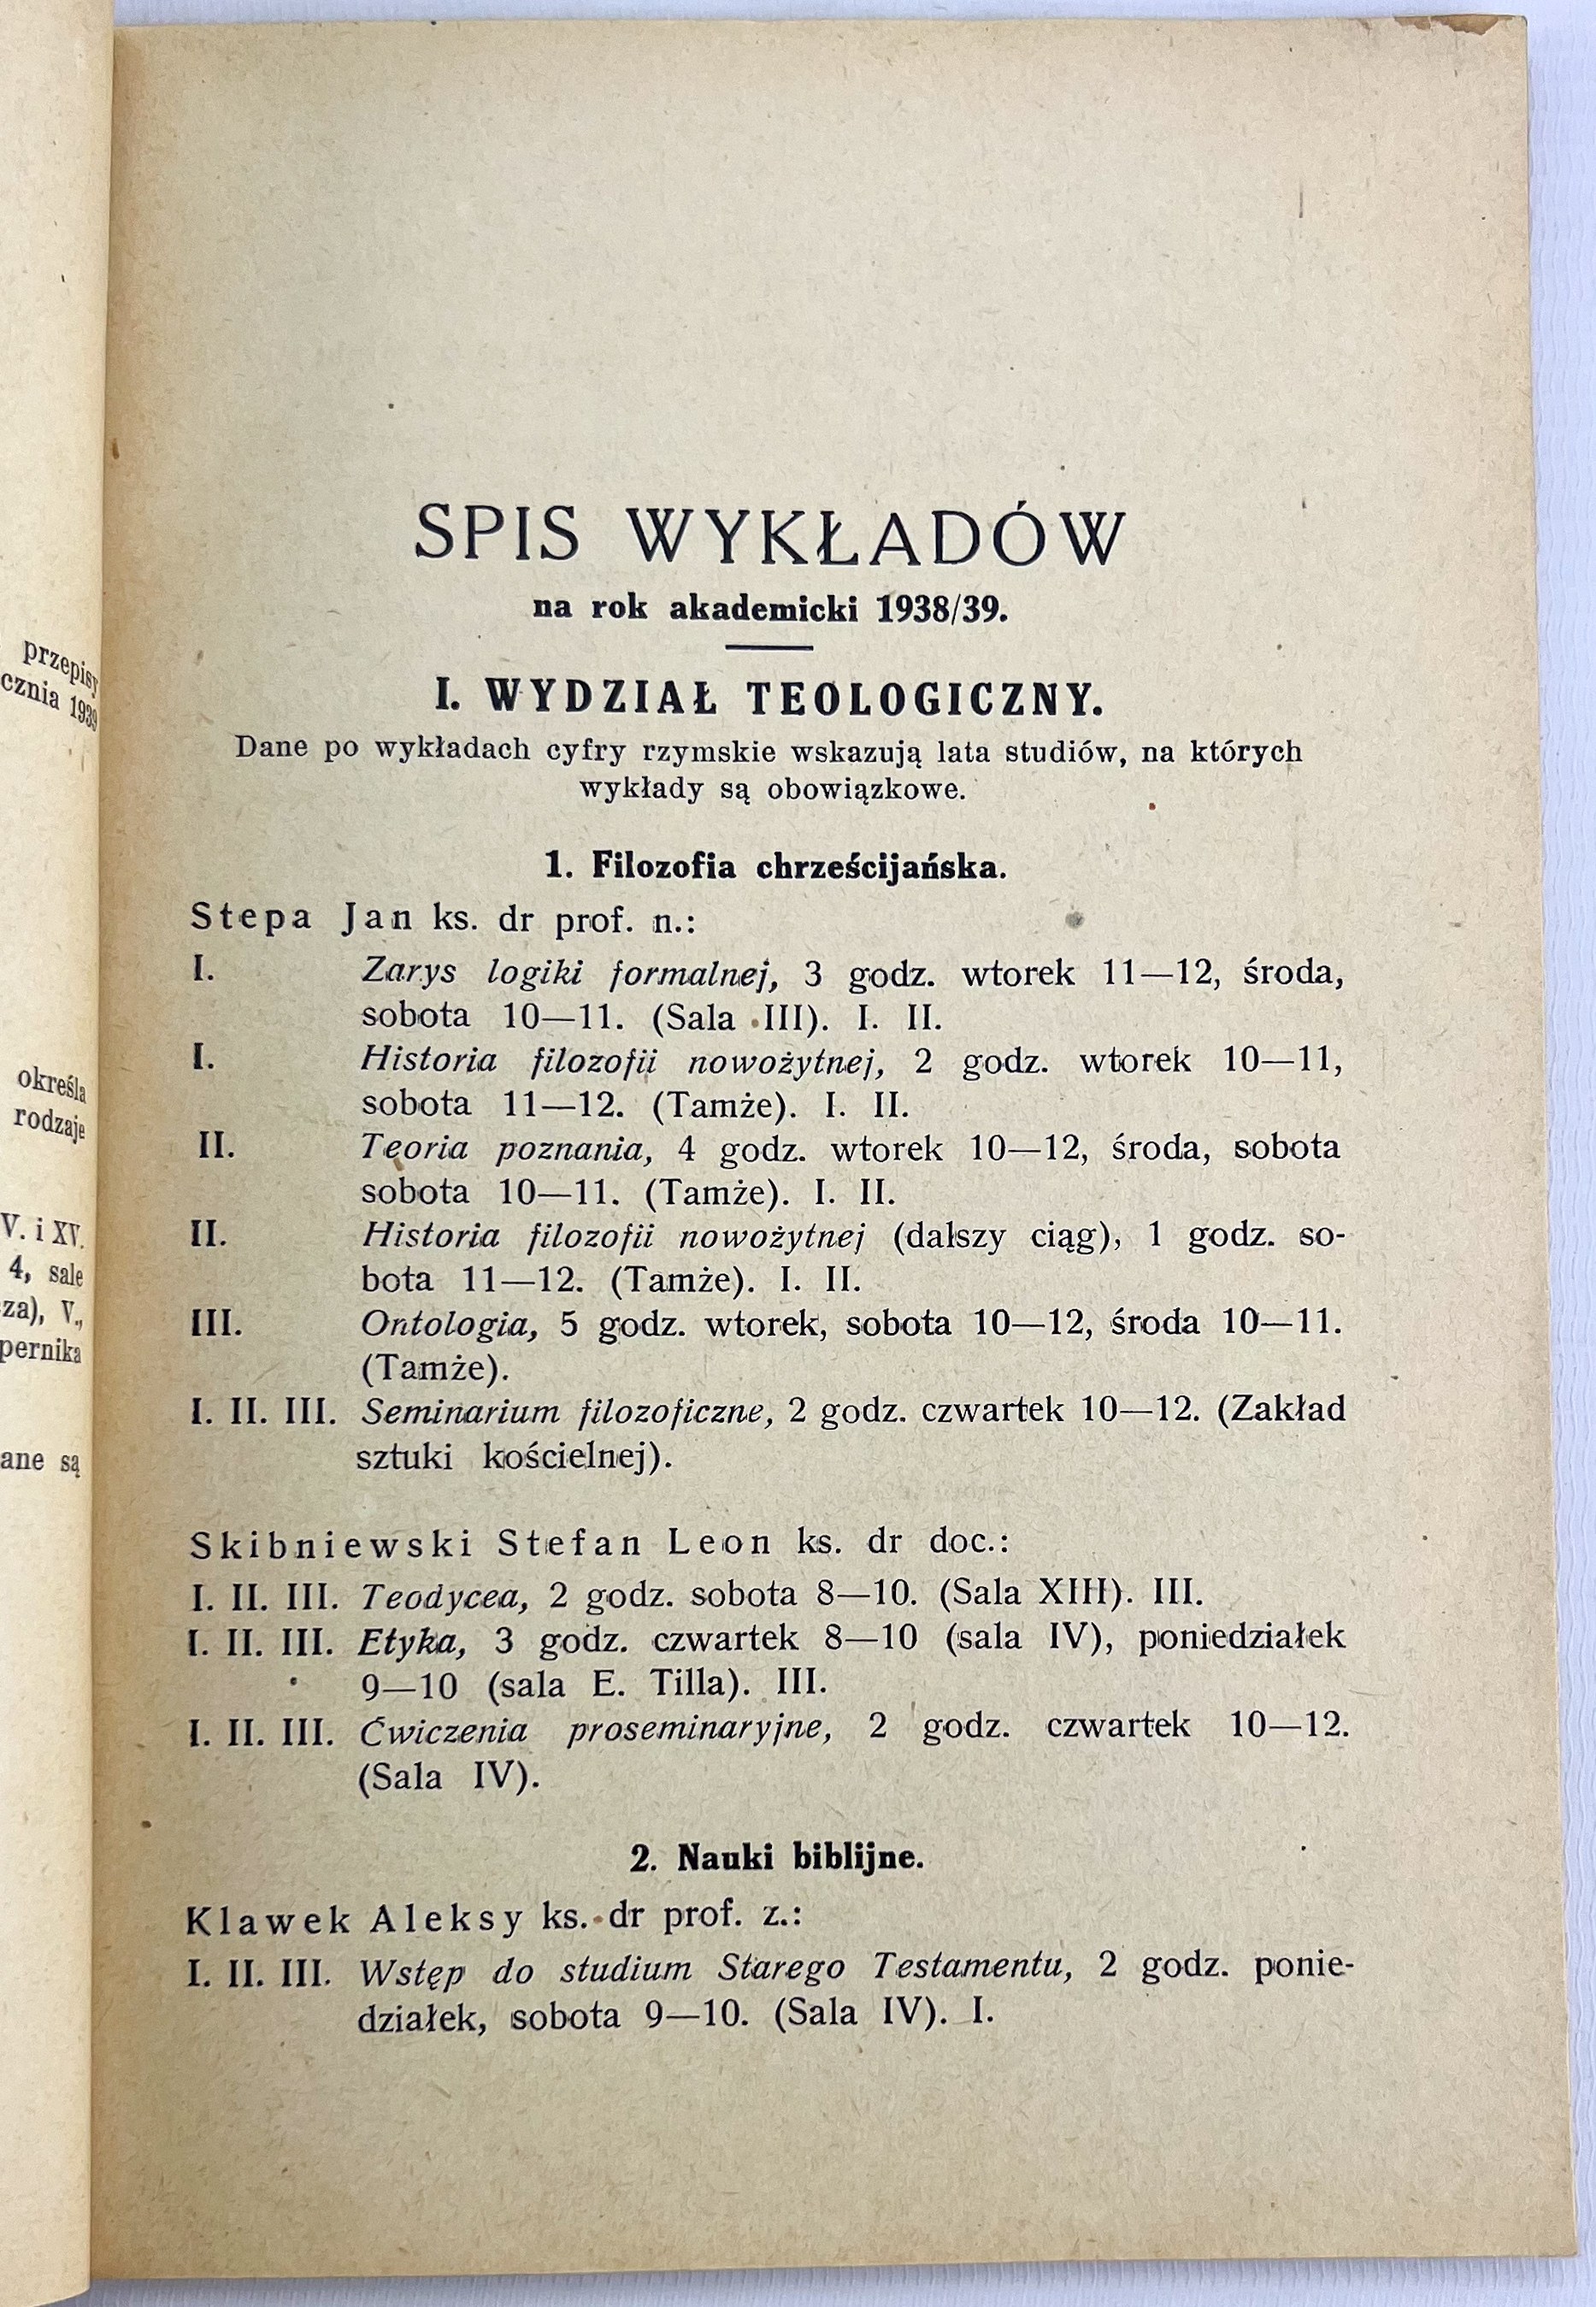 przepisy
cznia 1939
określa
rodzaje
V. i XV.
4, sale
za), V.,
pernika
ane są
SPIS WYKŁADÓW
na rok akademicki 1938/39.
I. WYDZIAŁ TEOLOGICZNY.
Dane po wykładach cyfry rzymskie wskazują lata studiów, na których
wykłady są obowiązkowe.
1. Filozofia chrześcijańska.
Stepa Jan ks. dr prof. n.:
I. Zarys logiki formalnej, 3 godz. wtorek 11—12, środa,
sobota 10—11. (Sala III). I. II.
I. Historia filozofii nowożytnej, 2 godz. wtorek 10—11,
sobota 11—12. (Tamże). I. II.
II. Teoria poznania, 4 godz. wtorek 10—12, środa, sobota
sobota 10—11. (Tamże). I. II.
II. Historia filozofii nowożytnej (dalszy ciąg), 1 godz. so-
bota 11—12. (Tamże). I. II.
III. Ontologia, 5 godz. wtorek, sobota 10—12, środa 10—11.
(Tamże).
I. II. III. Seminarium filozoficzne, 2 godz. czwartek 10—12. (Zakład
sztuki kościelnej).
Skibniewski Stefan Leon ks. dr doc.:
I. II. III. Teodycea, 2 godz. sobota 8—10. (Sala XIII). III.
I. II. III. Etyka, 3 godz. czwartek 8—10 (sala IV), poniedziałek
9—10 (sala E. Tilla). III.
I. II. III. Ćwiczenia proseminaryjne, 2 godz. czwartek 10—12.
(Sala IV).
2. Nauki biblijne.
Klawek Aleksy ks. dr prof. z.:
I. II. III. Wstęp do studium Starego Testamentu, 2 godz. ponie-
działek, sobota 9—10. (Sala IV). I.